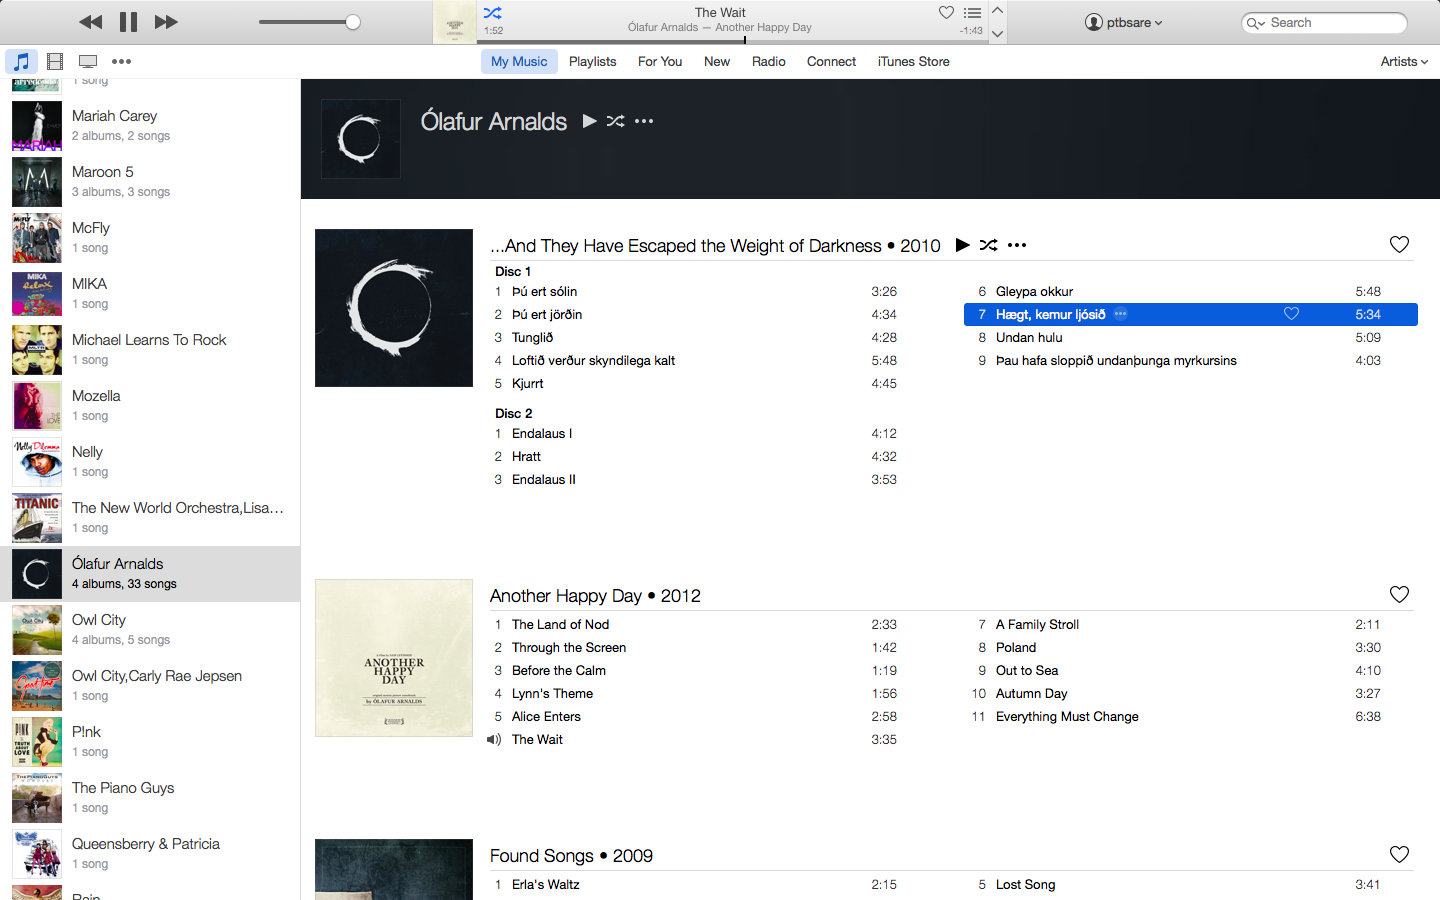 The Wait
1:52
Ólafur Arnalds — Another Happy Day
-1:43
ptbsare
Search
My Music
Playlists
For You
New
Radio
Connect
iTunes Store
Artists
1 song
Mariah Carey
2 albums, 2 songs
Maroon 5
3 albums, 3 songs
McFly
1 song
MIKA
1 song
Michael Learns To Rock
1 song
Mozella
1 song
Nelly
1 song
The New World Orchestra,Lisa…
1 song
Ólafur Arnalds
4 albums, 33 songs
Owl City
4 albums, 5 songs
Owl City,Carly Rae Jepsen
1 song
P!nk
1 song
The Piano Guys
1 song
Queensberry & Patricia
1 song
Rain
Ólafur Arnalds
...And They Have Escaped the Weight of Darkness • 2010
Disc 1
1 Þú ert sólin 3:26
2 Þú ert jörðin 4:34
3 Tunglið 4:28
4 Loftið verður skyndilega kalt 5:48
5 Kjurrt 4:45
6 Gleypa okkur 5:48
7 Hægt, kemur ljósið 5:34
8 Undan hulu 5:09
9 Þau hafa sloppið undanþunga myrkursins 4:03
Disc 2
1 Endalaus I 4:12
2 Hratt 4:32
3 Endalaus II 3:53
ANOTHER
HAPPY
DAY
by ÓLAFUR ARNALDS
Another Happy Day • 2012
1 The Land of Nod 2:33
2 Through the Screen 1:42
3 Before the Calm 1:19
4 Lynn's Theme 1:56
5 Alice Enters 2:58
The Wait 3:35
7 A Family Stroll 2:11
8 Poland 3:30
9 Out to Sea 4:10
10 Autumn Day 3:27
11 Everything Must Change 6:38
Found Songs • 2009
1 Erla's Waltz 2:15
5 Lost Song 3:41